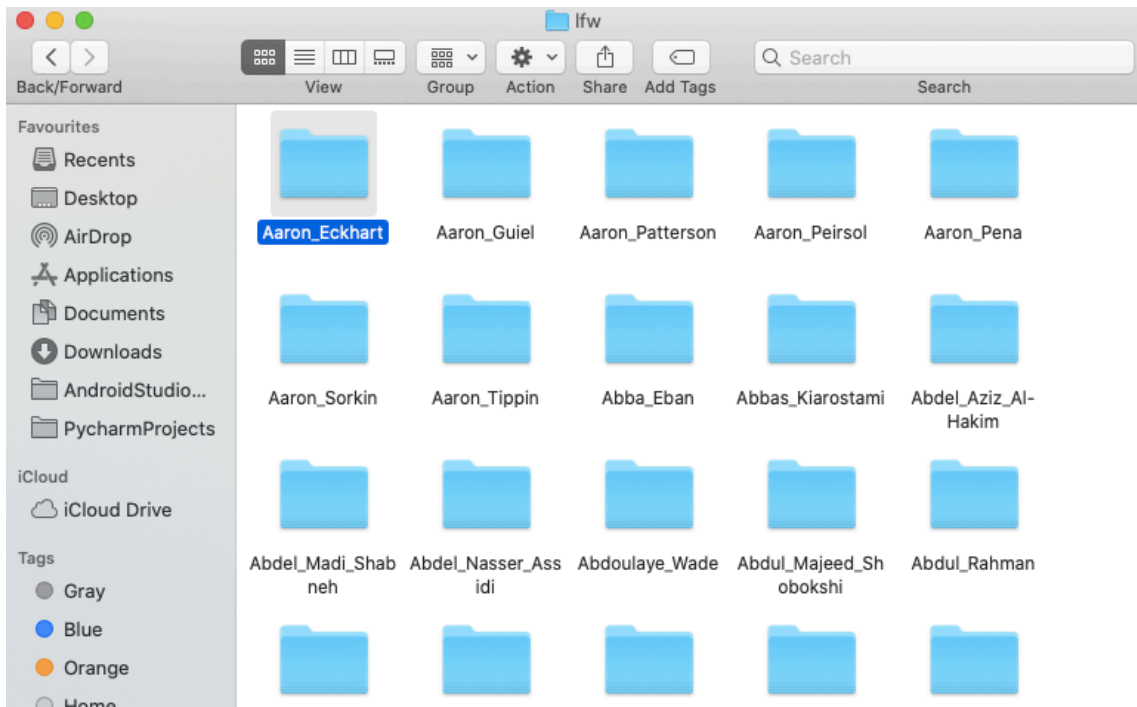 lfw
Back/Forward
View
Group
Action
Share
Add Tags
Search
Search
Favourites
Recents
Desktop
AirDrop
Applications
Documents
Downloads
AndroidStudio...
PycharmProjects
iCloud
iCloud Drive
Tags
Gray
Blue
Orange
Home
Aaron_Eckhart
Aaron_Guiel
Aaron_Patterson
Aaron_Peirsol
Aaron_Pena
Aaron_Sorkin
Aaron_Tippin
Abba_Eban
Abbas_Kiarostami
Abdel_Aziz_Al-
Hakim
Abdel_Madi_Shab
neh
Abdel_Nasser_Ass
idi
Abdoulaye_Wade
Abdul_Majeed_Sh
obokshi
Abdul_Rahman